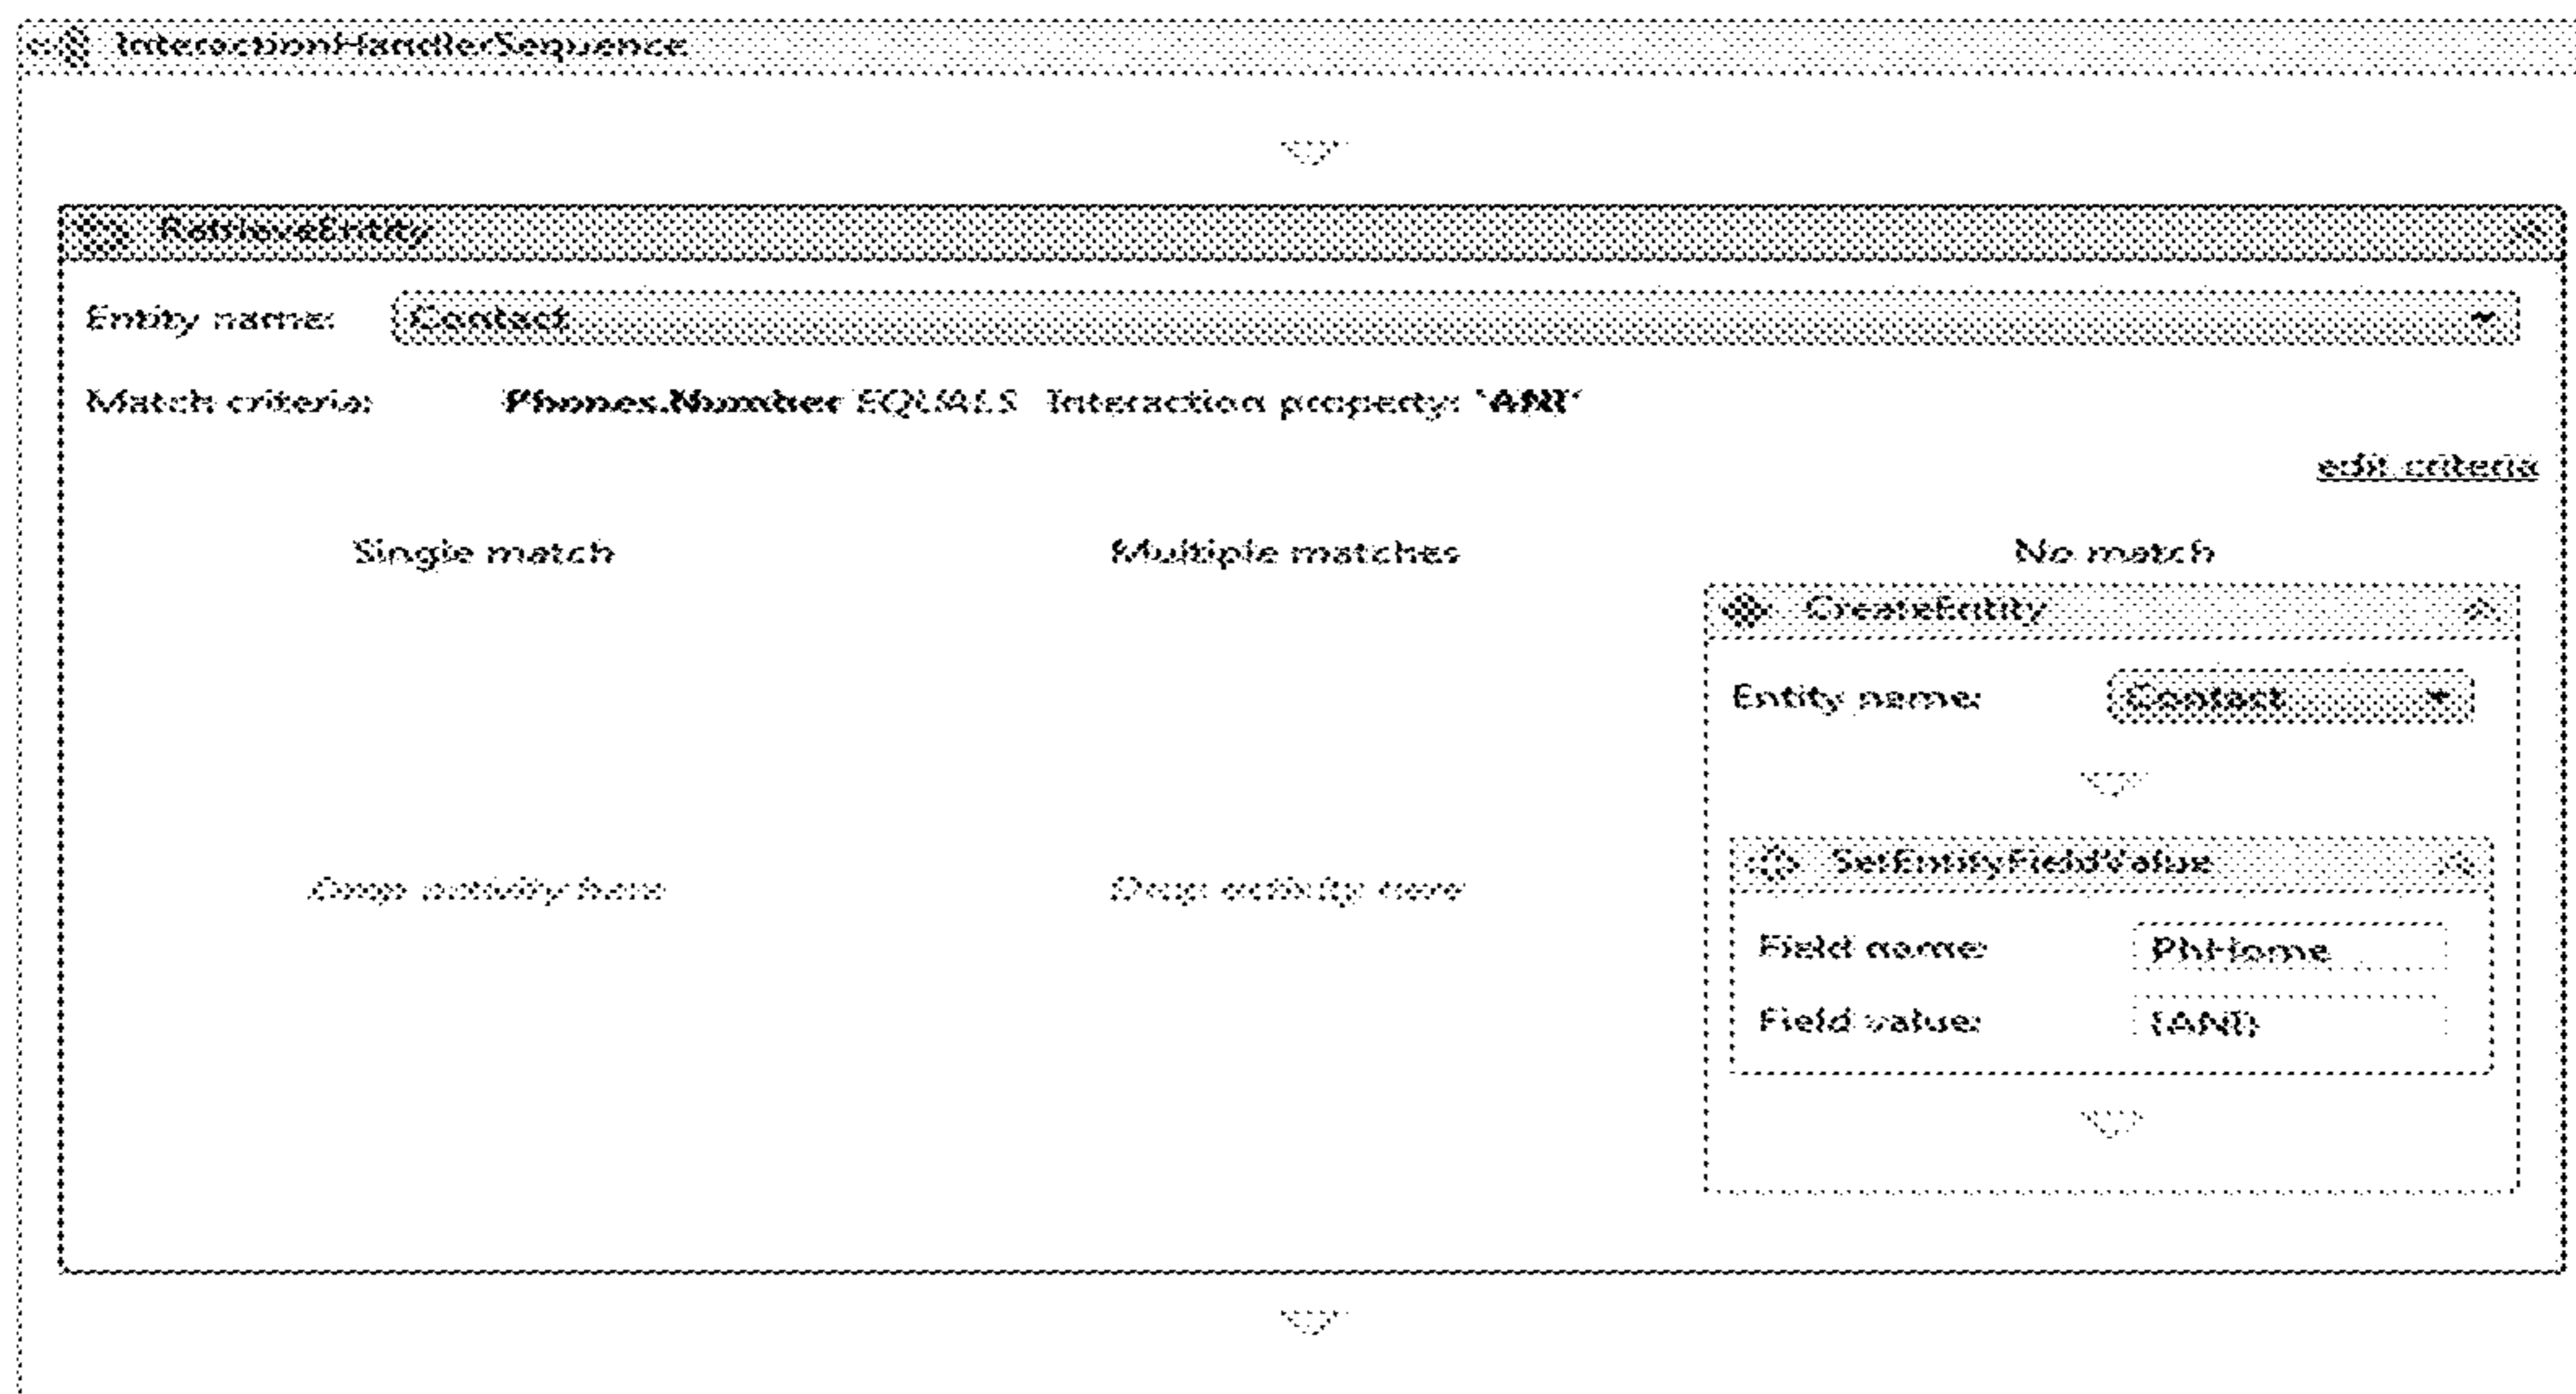 InteractionHandlerSequence
RetrieveEntity
Entity name: Contact
Match criteria: Phones.Number EQUALS Interaction property: 'ANI'
edit criteria
Single match Multiple matches No match
CreateEntity
Entity name: Contact
SetEntityFieldValue
Drop activity here Drop activity here
Field name: PhHome
Field value: {ANI}